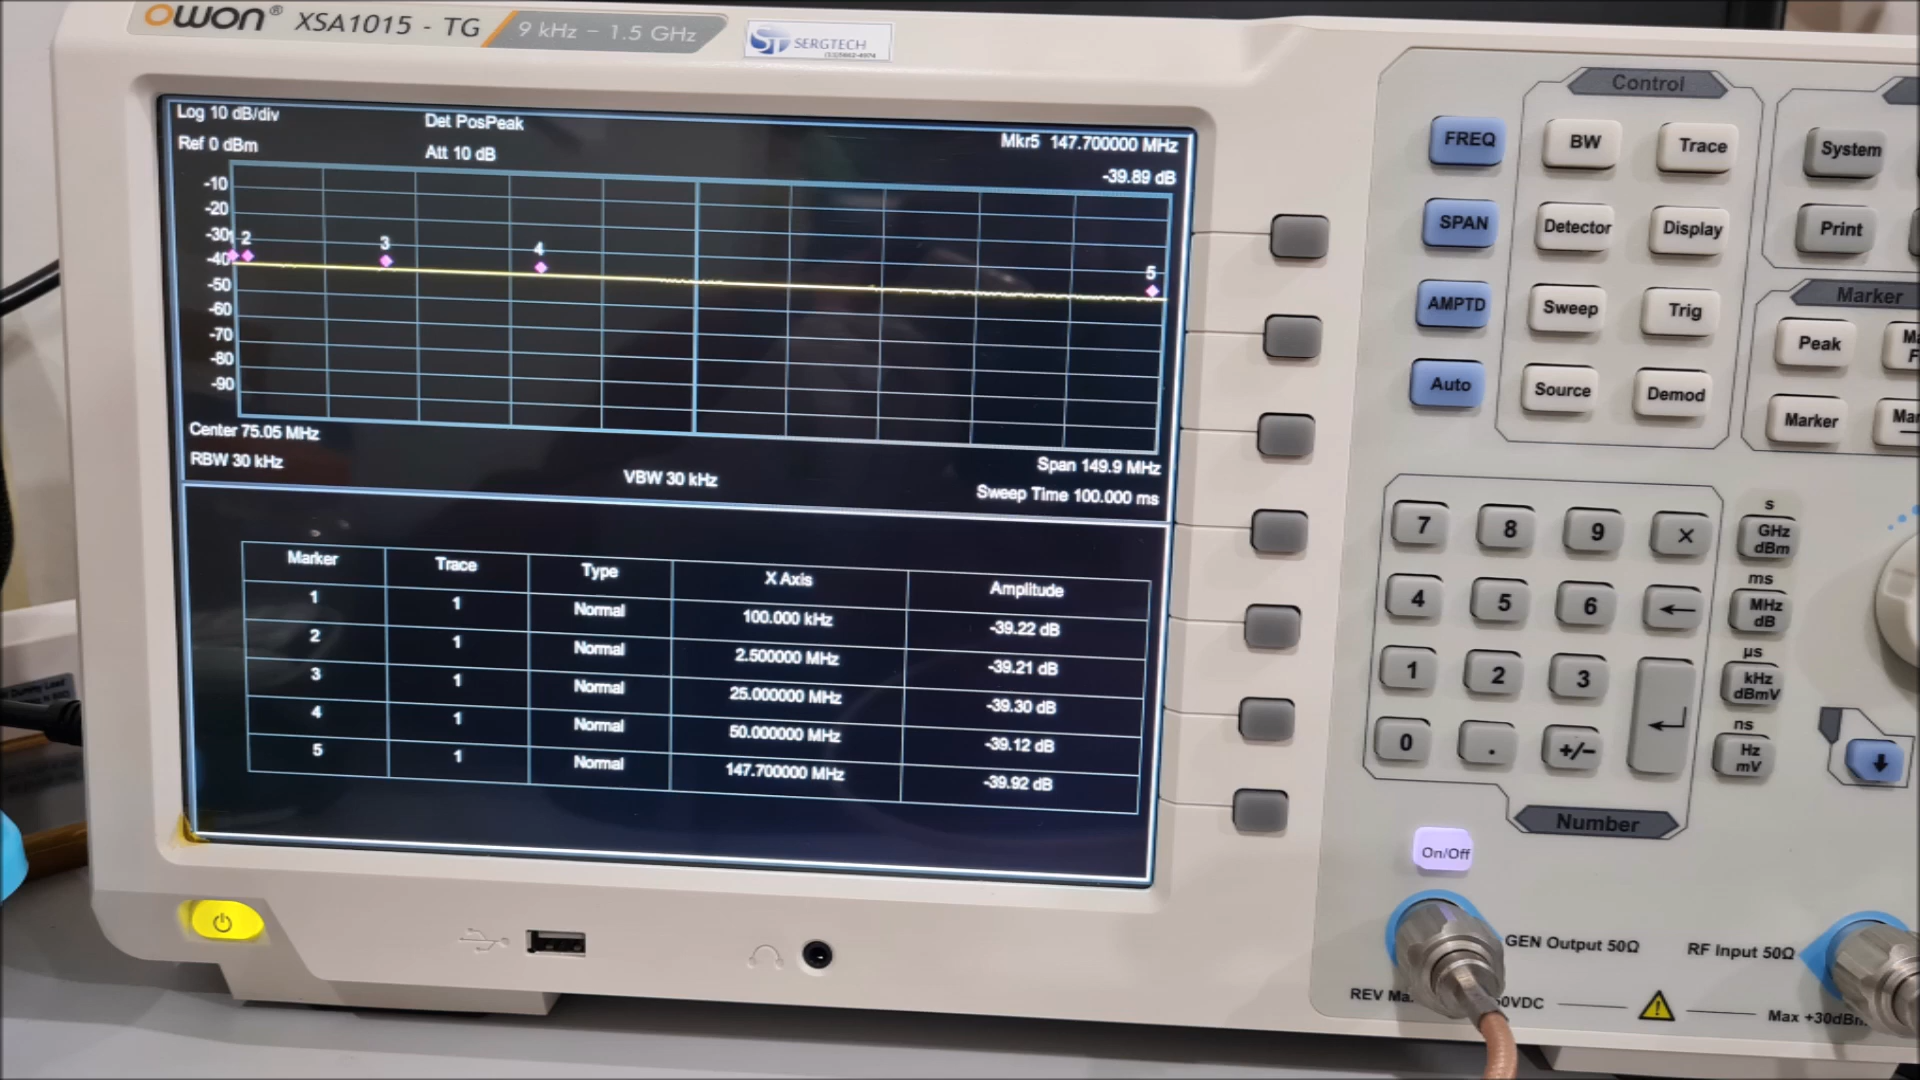 OWON® XSA1015 - TG 9 kHz – 1.5 GHz
ST SERGTECH
Log 10 dB/div
Det PosPeak
Mkr5 147.700000 MHz
Ref 0 dBm
Att 10 dB
-39.89 dB
-10
-20
-30
-40
-50
-60
-70
-80
-90
1 2 3 4 5
Center 75.05 MHz
RBW 30 kHz
VBW 30 kHz
Span 149.9 MHz
Sweep Time 100.000 ms
Marker Trace Type X Axis Amplitude
1 1 Normal 100.000 kHz -39.22 dB
2 1 Normal 2.500000 MHz -39.21 dB
3 1 Normal 25.000000 MHz -39.30 dB
4 1 Normal 50.000000 MHz -39.12 dB
5 1 Normal 147.700000 MHz -39.92 dB
FREQ
SPAN
AMPTD
Auto
Control
BW Trace
Detector Display
Sweep Trig
Source Demod
System
Print
Marker
Peak
Marker
7 8 9 ×
4 5 6 ←
1 2 3
0 . +/-
s
GHz
dBm
ms
MHz
dB
µs
kHz
dBmV
ns
Hz
mV
Number
On/Off
GEN Output 50Ω
RF Input 50Ω
REV
50VDC
Max +30dBm
Dummy Load